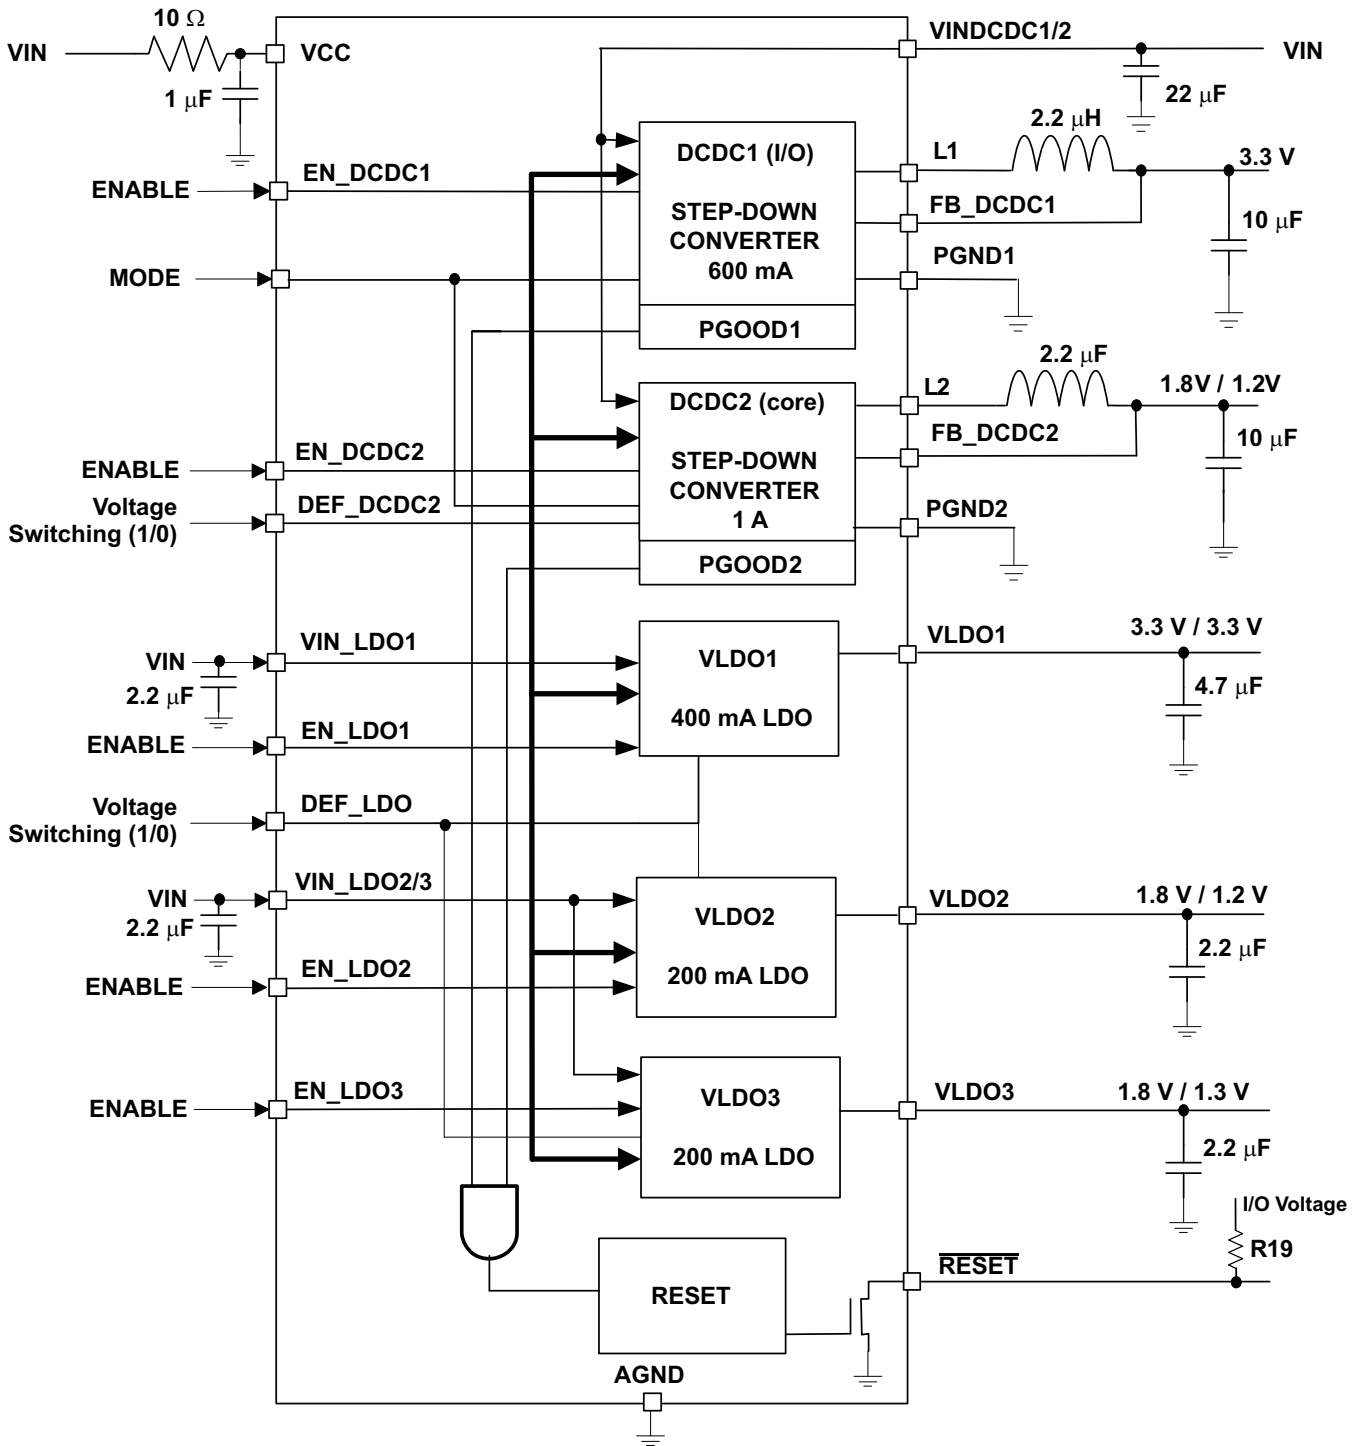 10 Ω
VIN
VCC
1 μF
VINDCDC1/2
VIN
22 μF
2.2 μH
DCDC1 (I/O)
STEP-DOWN
CONVERTER
600 mA
PGOOD1
L1
3.3 V
ENABLE
EN_DCDC1
FB_DCDC1
10 μF
MODE
PGND1
2.2 μF
DCDC2 (core)
STEP-DOWN
CONVERTER
1 A
PGOOD2
L2
1.8V / 1.2V
FB_DCDC2
10 μF
ENABLE
EN_DCDC2
Voltage
Switching (1/0)
DEF_DCDC2
PGND2
VIN
2.2 μF
VIN_LDO1
VLDO1
400 mA LDO
VLDO1
3.3 V / 3.3 V
4.7 μF
ENABLE
EN_LDO1
Voltage
Switching (1/0)
DEF_LDO
VIN
2.2 μF
VIN_LDO2/3
VLDO2
200 mA LDO
VLDO2
1.8 V / 1.2 V
2.2 μF
ENABLE
EN_LDO2
ENABLE
EN_LDO3
VLDO3
200 mA LDO
VLDO3
1.8 V / 1.3 V
2.2 μF
I/O Voltage
R19
RESET
RESET
AGND